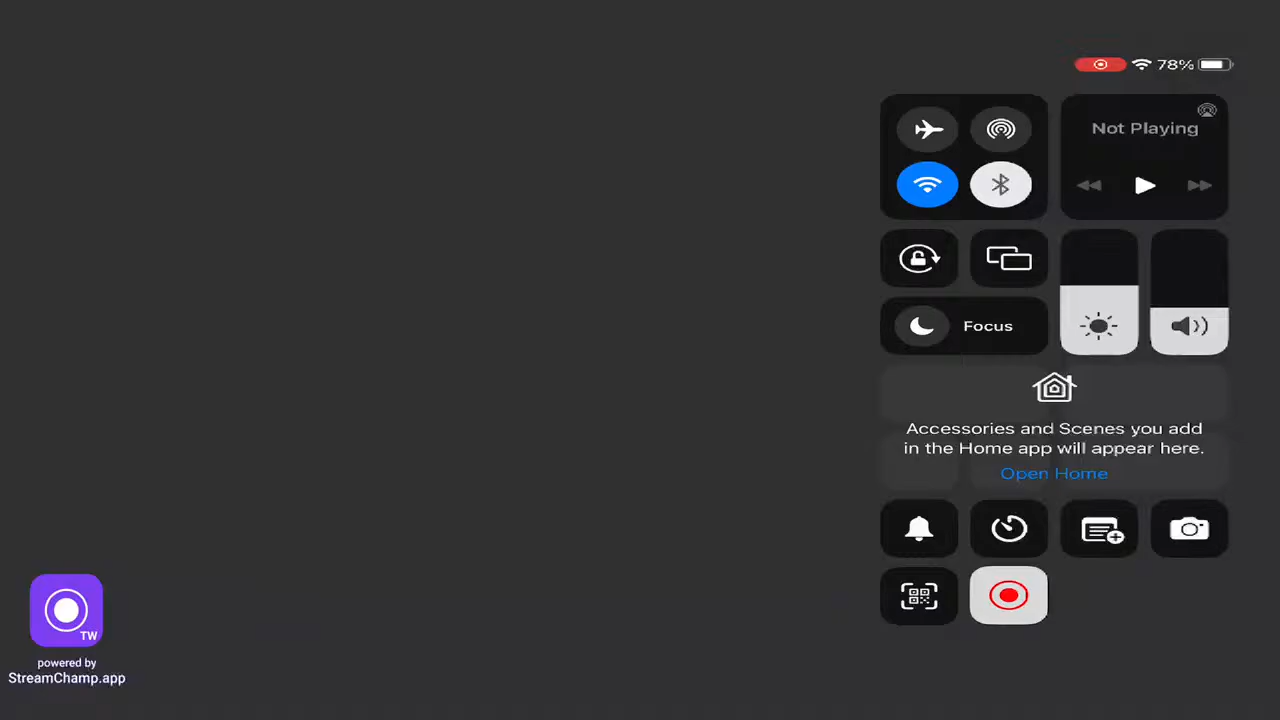 78%
Not Playing
Focus
Accessories and Scenes you add
in the Home app will appear here.
Open Home
TW
powered by
StreamChamp.app